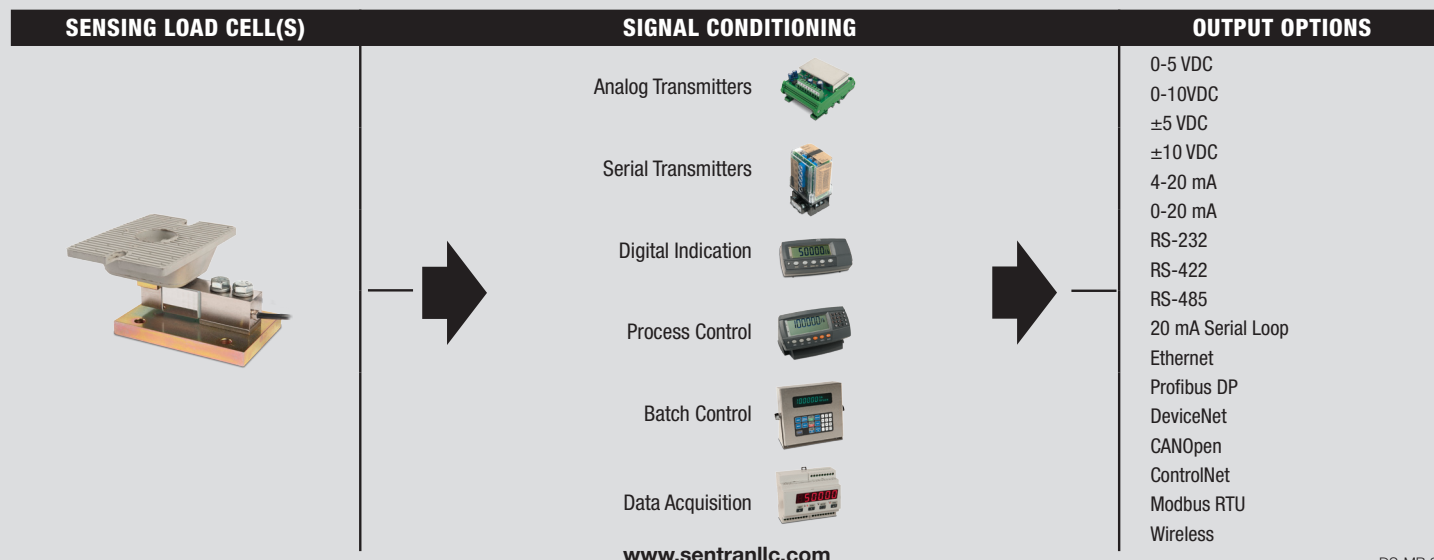 SENSING LOAD CELL(S)
SIGNAL CONDITIONING
OUTPUT OPTIONS
Analog Transmitters
Serial Transmitters
Digital Indication
50000
Process Control
Batch Control
Data Acquisition
50000
0-5 VDC
0-10VDC
±5 VDC
±10 VDC
4-20 mA
0-20 mA
RS-232
RS-422
RS-485
20 mA Serial Loop
Ethernet
Profibus DP
DeviceNet
CANOpen
ControlNet
Modbus RTU
Wireless
www.sentranllc.com